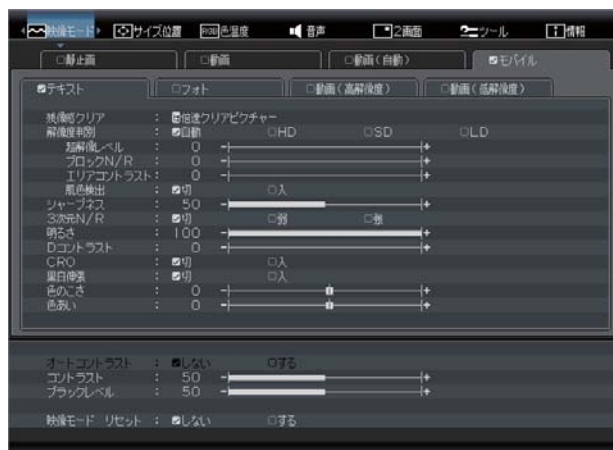 映像モード サイズ位置 RGB色温度 音声 2画面 ツール 情報
静止画 動画 動画(自動) モバイル
テキスト フォト 動画(高解像度) 動画(低解像度)
残像感クリア : 倍速クリアピクチャー
解像度判別 : 自動 HD SD LD
超解像レベル : 0 - +
ブロックN/R : 0 - +
エリアコントラスト : 0 - +
肌色検出 : 切 入
シャープネス : 50 - +
3次元N/R : 切 弱 強
明るさ : 100 - +
Dコントラスト : 0 - +
CRO : 切 入
黒白伸張 : 切 入
色のこさ : 0 - +
色あい : 0 - +
オートコントラスト : しない する
コントラスト : 50 - +
ブラックレベル : 50 - +
映像モード リセット : しない する